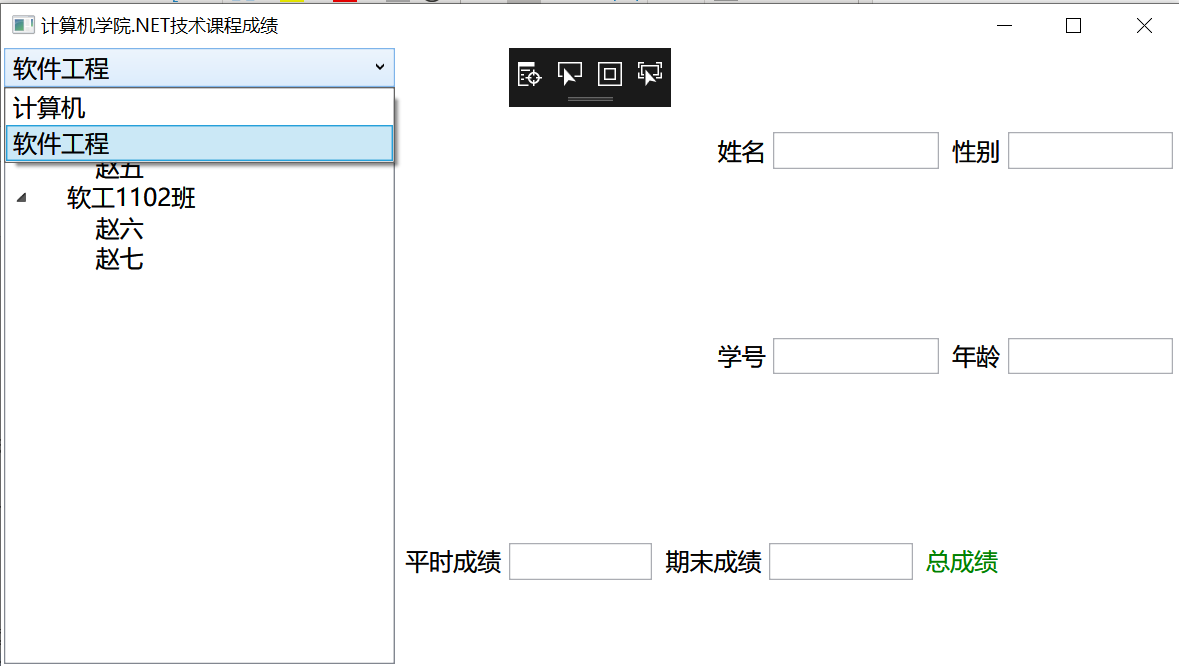 计算机学院.NET技术课程成绩
软件工程
计算机
软件工程
赵五
软工1102班
赵六
赵七
姓名 性别
学号 年龄
平时成绩 期末成绩 总成绩